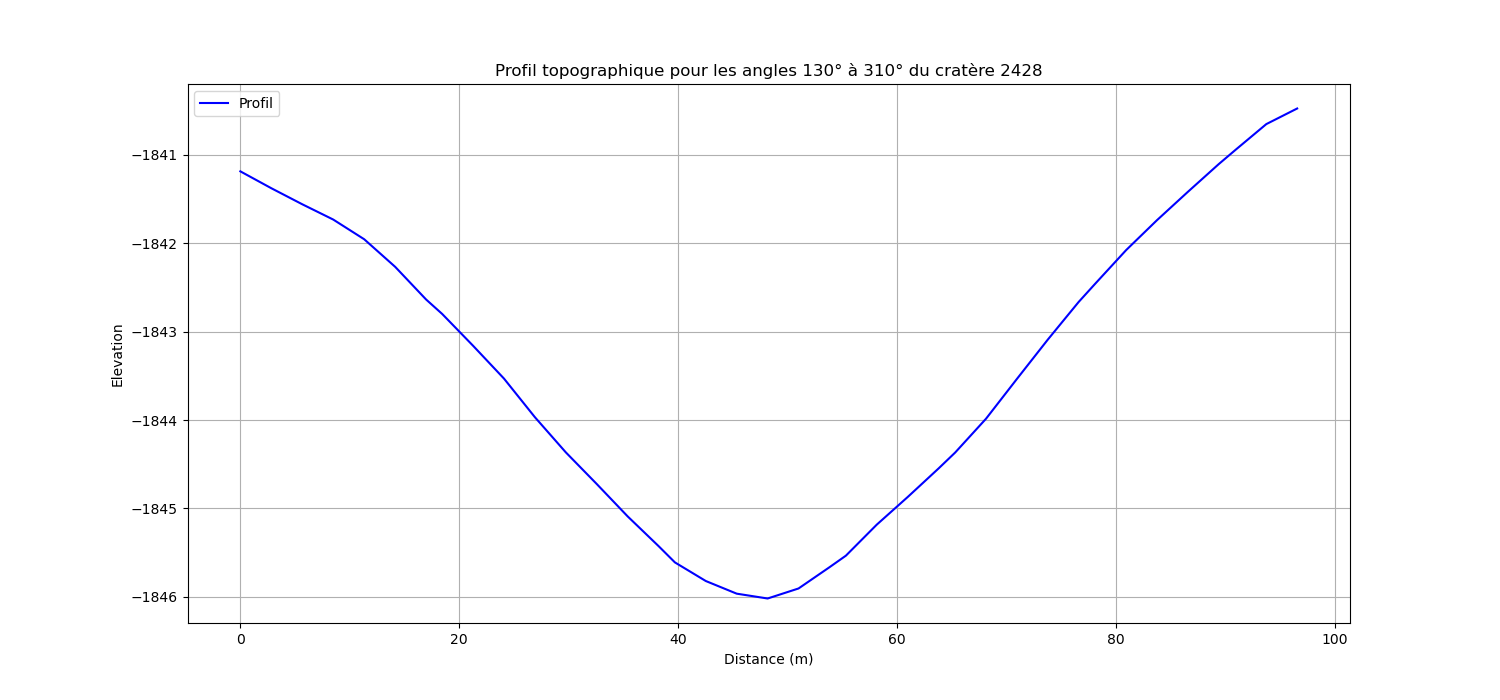 Profil topographique pour les angles 130° à 310° du cratère 2428
Profil
−1841
−1842
−1843
−1844
−1845
−1846
Elevation
0 20 40 60 80 100
Distance (m)